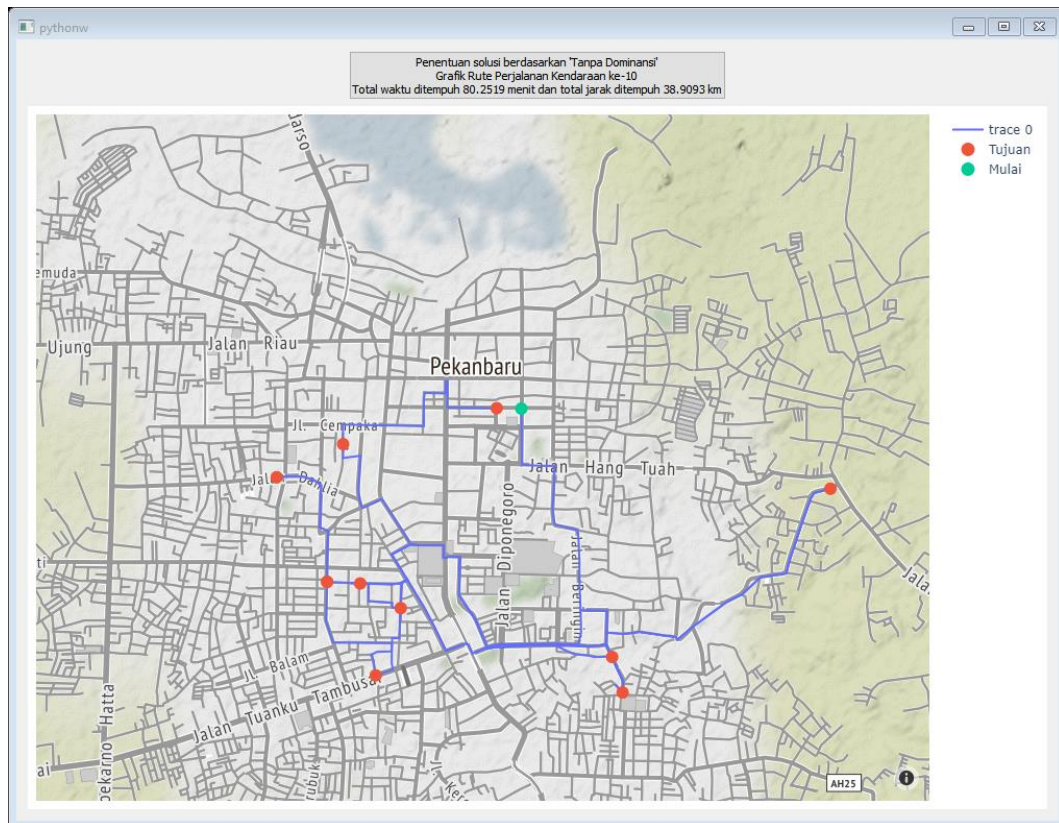 pythonw
Penentuan solusi berdasarkan 'Tanpa Dominansi'
Grafik Rute Perjalanan Kendaraan ke-10
Total waktu ditempuh 80.2519 menit dan total jarak ditempuh 38.9093 km
trace 0
Tujuan
Mulai
Jalan Riau
Ujung
Pekanbaru
Jl. Cempaka
Jalan Hang Tuah
Dahlia
Jalan Diponegoro
Jalan Beringin
Jl. Balam
Jalan Tuanku Tambusai
Hatta
AH25